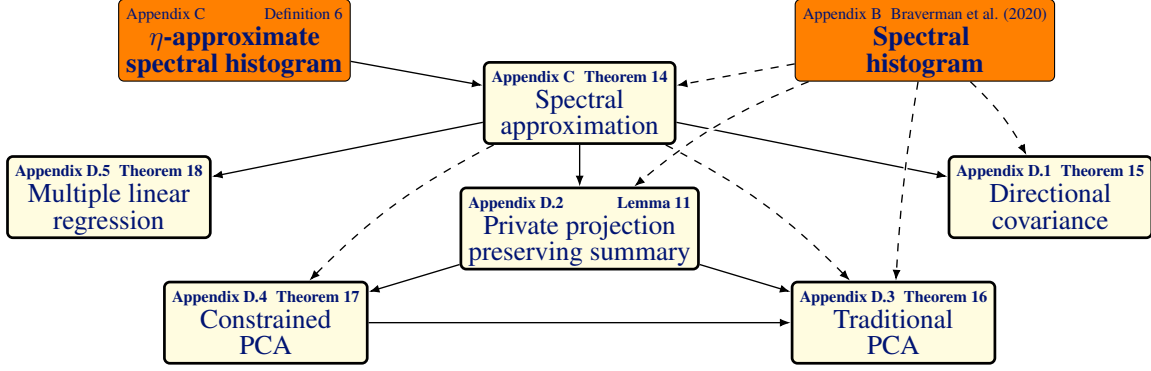 Appendix C Definition 6
η-approximate
spectral histogram
Appendix B Braverman et al. (2020)
Spectral
histogram
Appendix C Theorem 14
Spectral
approximation
Appendix D.5 Theorem 18
Multiple linear
regression
Appendix D.2 Lemma 11
Private projection
preserving summary
Appendix D.1 Theorem 15
Directional
covariance
Appendix D.4 Theorem 17
Constrained
PCA
Appendix D.3 Theorem 16
Traditional
PCA